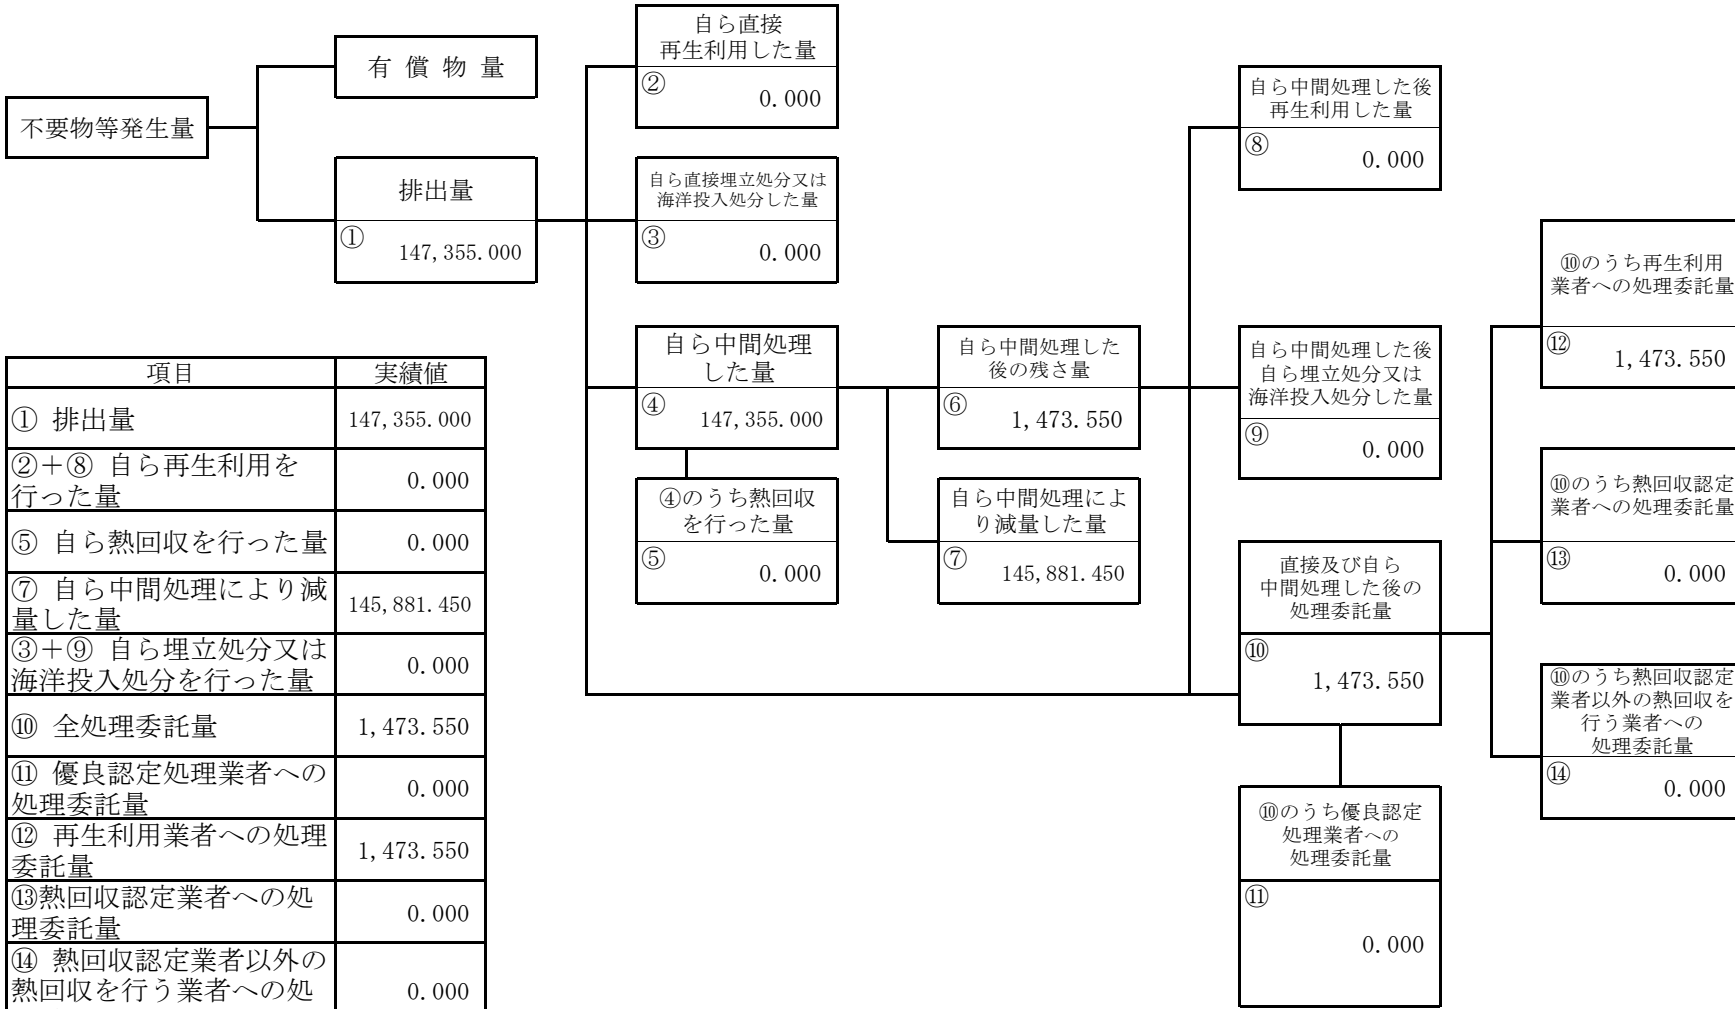 不要物等発生量
有 償 物 量
排出量
①
147,355.000
自ら直接
再生利用した量
②
0.000
自ら直接埋立処分又は
海洋投入処分した量
③
0.000
自ら中間処理
した量
④
147,355.000
④のうち熱回収
を行った量
⑤
0.000
自ら中間処理した
後の残さ量
⑥
1,473.550
自ら中間処理によ
り減量した量
⑦
145,881.450
自ら中間処理した後
再生利用した量
⑧
0.000
自ら中間処理した後
自ら埋立処分又は
海洋投入処分した量
⑨
0.000
直接及び自ら
中間処理した後の
処理委託量
⑩
1,473.550
⑩のうち優良認定
処理業者への
処理委託量
⑪
0.000
⑩のうち再生利用
業者への処理委託量
⑫
1,473.550
⑩のうち熱回収認定
業者への処理委託量
⑬
0.000
⑩のうち熱回収認定
業者以外の熱回収を
行う業者への
処理委託量
⑭
0.000
項目 実績値
① 排出量 147,355.000
②+⑧ 自ら再生利用を
行った量 0.000
⑤ 自ら熱回収を行った量 0.000
⑦ 自ら中間処理により減
量した量 145,881.450
③+⑨ 自ら埋立処分又は
海洋投入処分を行った量 0.000
⑩ 全処理委託量 1,473.550
⑪ 優良認定処理業者への
処理委託量 0.000
⑫ 再生利用業者への処理
委託量 1,473.550
⑬熱回収認定業者への処
理委託量 0.000
⑭ 熱回収認定業者以外の
熱回収を行う業者への処 0.000